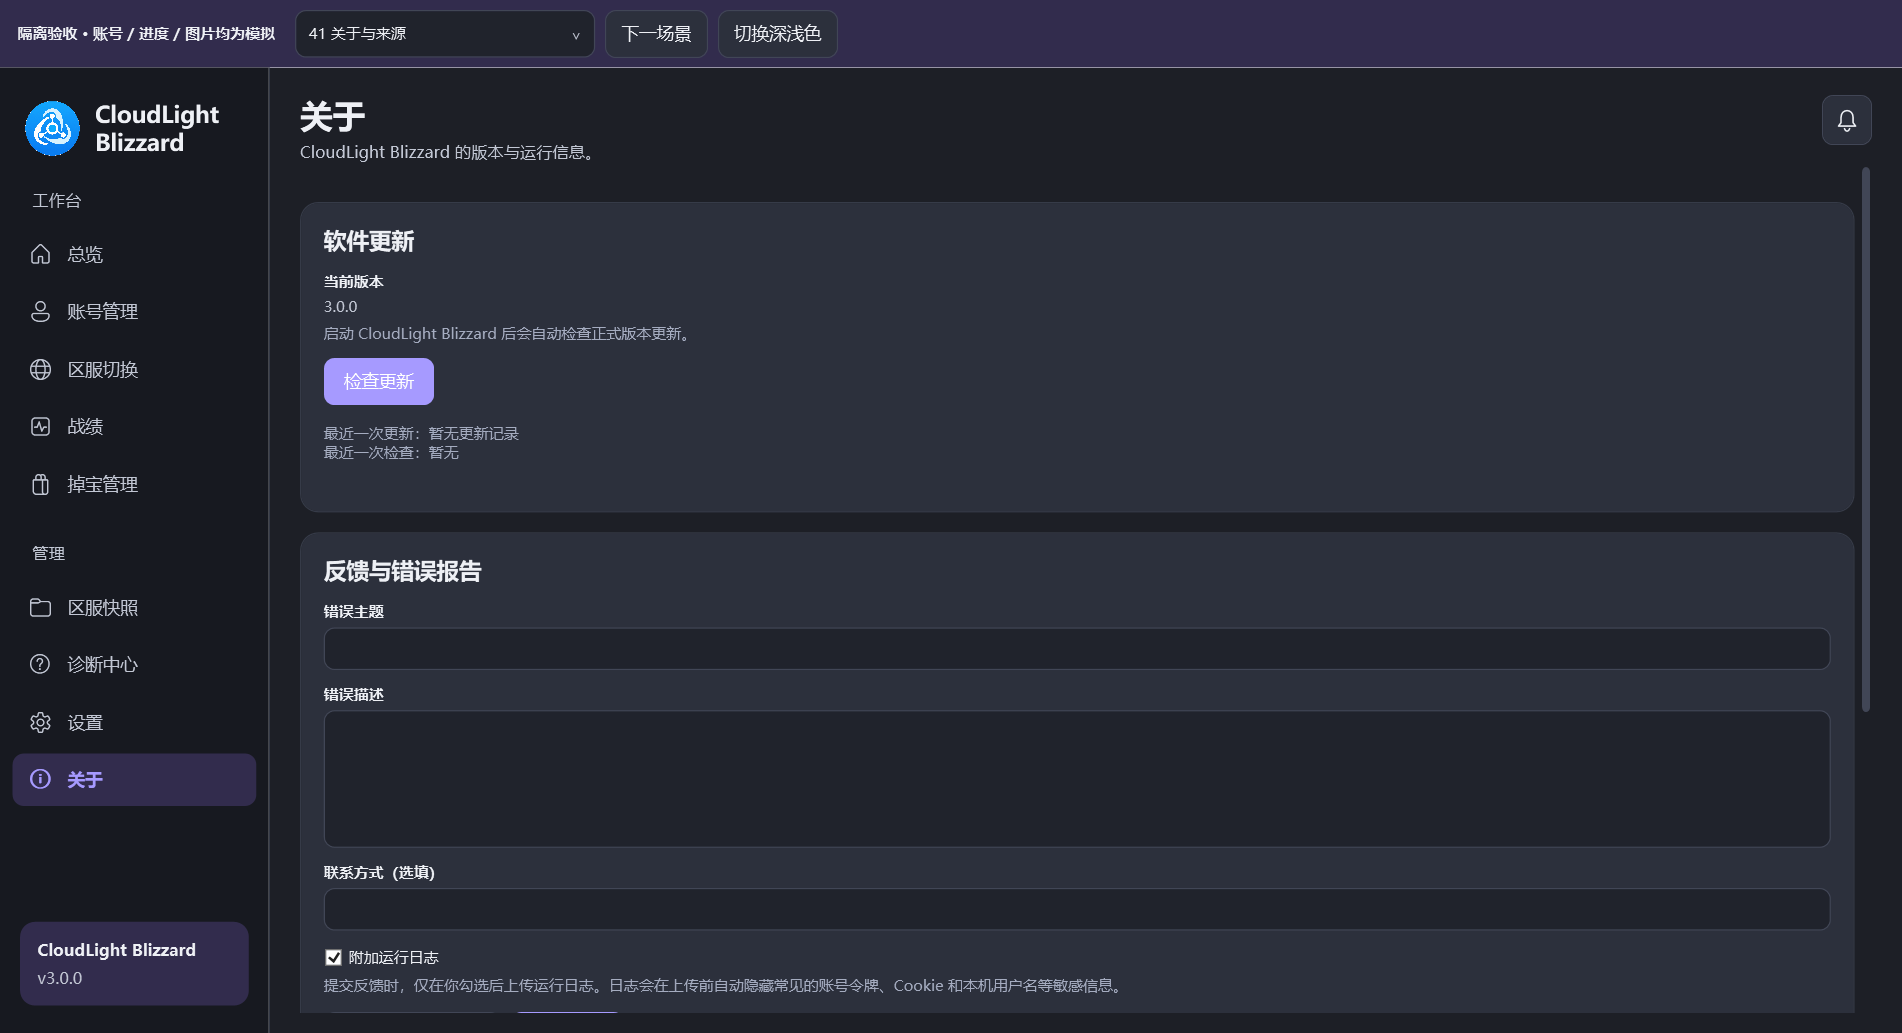 隔离验收 • 账号 / 进度 / 图片均为模拟
41 关于与来源
下一场景
切换深浅色
CloudLight
Blizzard
工作台
总览
账号管理
区服切换
战绩
掉宝管理
管理
区服快照
诊断中心
设置
关于
CloudLight Blizzard
v3.0.0
关于
CloudLight Blizzard 的版本与运行信息。
软件更新
当前版本
3.0.0
启动 CloudLight Blizzard 后会自动检查正式版本更新。
检查更新
最近一次更新：暂无更新记录
最近一次检查：暂无
反馈与错误报告
错误主题
错误描述
联系方式（选填）
附加运行日志
提交反馈时，仅在你勾选后上传运行日志。日志会在上传前自动隐藏常见的账号令牌、Cookie 和本机用户名等敏感信息。